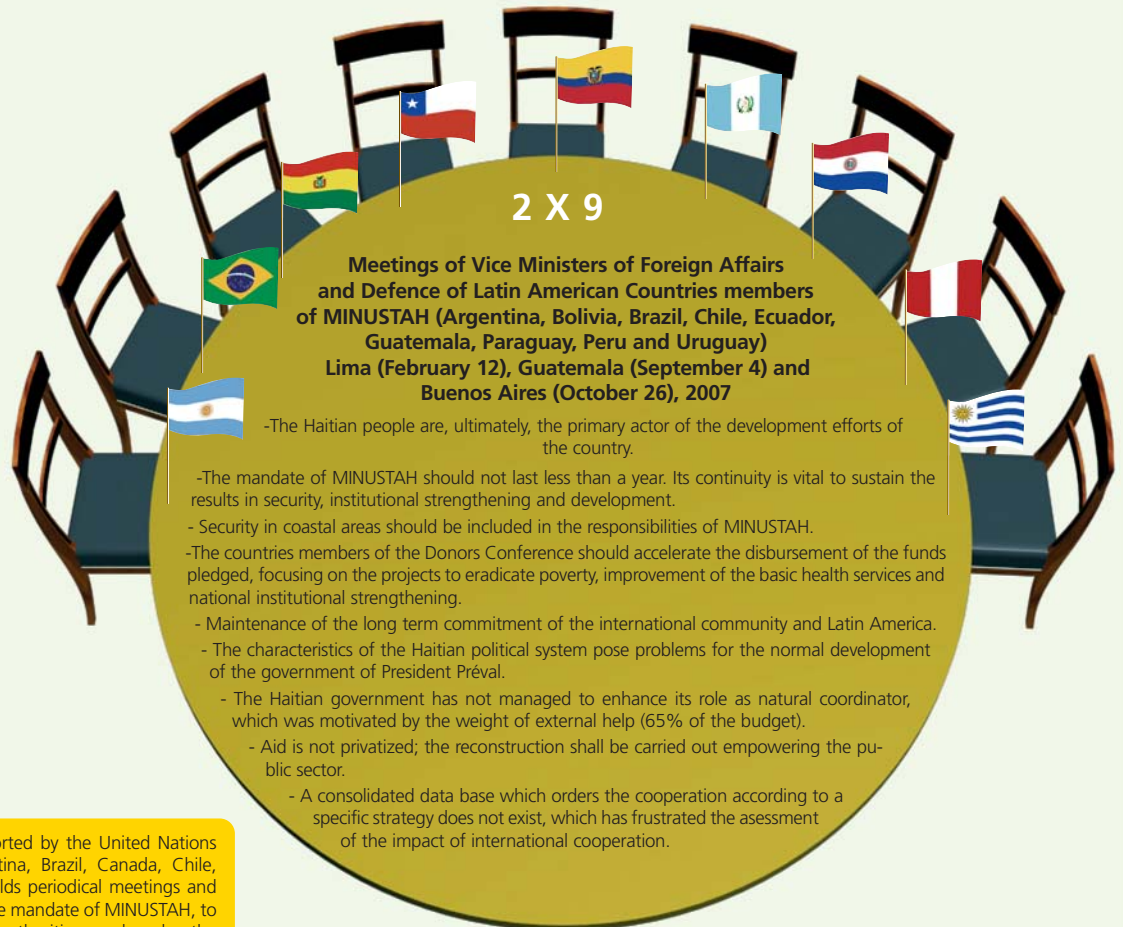 2 X 9
Meetings of Vice Ministers of Foreign Affairs
and Defence of Latin American Countries members
of MINUSTAH (Argentina, Bolivia, Brazil, Chile, Ecuador,
Guatemala, Paraguay, Peru and Uruguay)
Lima (February 12), Guatemala (September 4) and
Buenos Aires (October 26), 2007
-The Haitian people are, ultimately, the primary actor of the development efforts of
the country.
-The mandate of MINUSTAH should not last less than a year. Its continuity is vital to sustain the
results in security, institutional strengthening and development.
- Security in coastal areas should be included in the responsibilities of MINUSTAH.
-The countries members of the Donors Conference should accelerate the disbursement of the funds
pledged, focusing on the projects to eradicate poverty, improvement of the basic health services and
national institutional strengthening.
- Maintenance of the long term commitment of the international community and Latin America.
- The characteristics of the Haitian political system pose problems for the normal development
of the government of President Préval.
- The Haitian government has not managed to enhance its role as natural coordinator,
which was motivated by the weight of external help (65% of the budget).
- Aid is not privatized; the reconstruction shall be carried out empowering the pu-
blic sector.
- A consolidated data base which orders the cooperation according to a
specific strategy does not exist, which has frustrated the asessment
of the impact of international cooperation.
by the United Nations
Brazil, Canada, Chile,
periodical meetings and
mandate of MINUSTAH, to